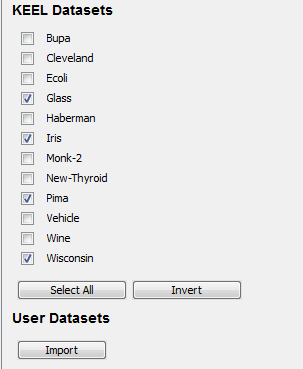 KEEL Datasets
Bupa
Cleveland
Ecoli
Glass
Haberman
Iris
Monk-2
New-Thyroid
Pima
Vehicle
Wine
Wisconsin
Select All Invert
User Datasets
Import